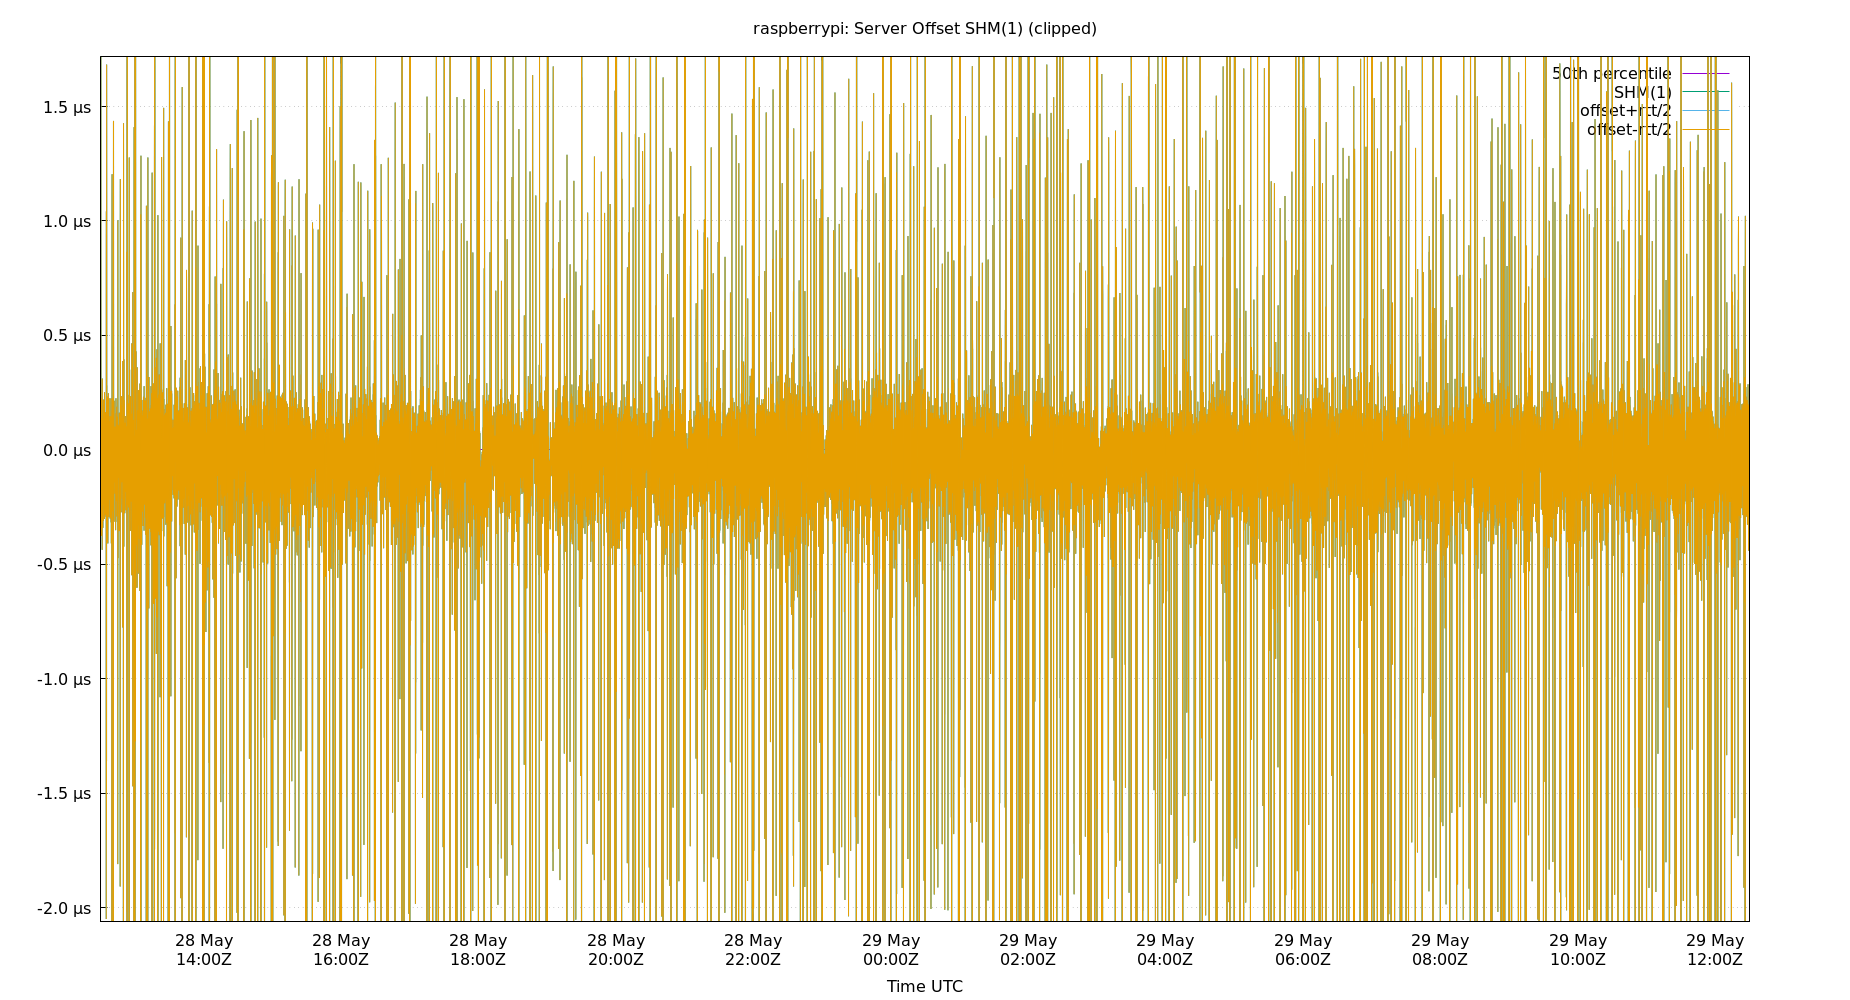 raspberrypi: Server Offset SHM(1) (clipped)
50th percentile
SHM(1)
offset+rtt/2
offset-rtt/2
1.5 µs
1.0 µs
0.5 µs
0.0 µs
-0.5 µs
-1.0 µs
-1.5 µs
-2.0 µs
28 May 28 May 28 May 28 May 28 May 29 May 29 May 29 May 29 May 29 May 29 May 29 May
14:00Z 16:00Z 18:00Z 20:00Z 22:00Z 00:00Z 02:00Z 04:00Z 06:00Z 08:00Z 10:00Z 12:00Z
Time UTC